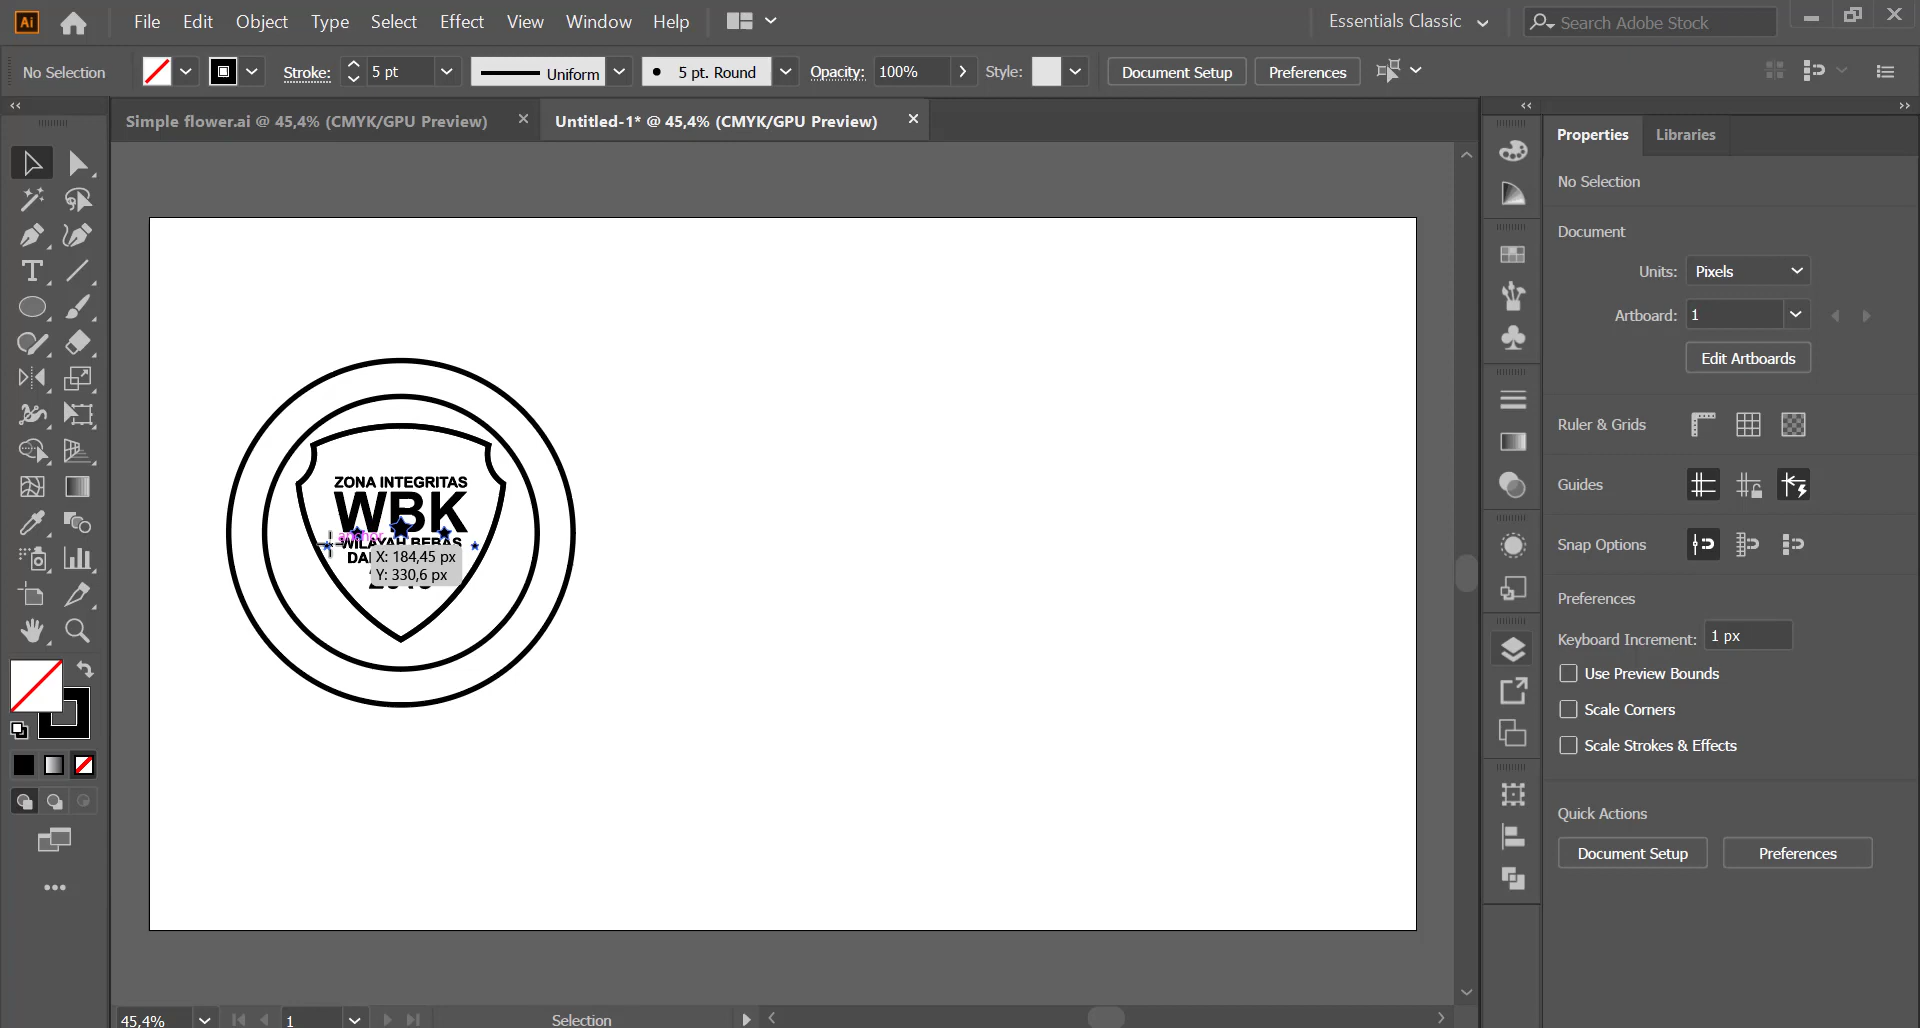 Ai File Edit Object Type Select Effect View Window Help Essentials Classic Search Adobe Stock
No Selection Stroke: 5 pt Uniform 5 pt. Round Opacity: 100% Style: Document Setup Preferences
Simple flower.ai @ 45,4% (CMYK/GPU Preview) Untitled-1* @ 45,4% (CMYK/GPU Preview)
Properties Libraries
No Selection
Document
Units: Pixels
Artboard: 1
Edit Artboards
Ruler & Grids
Guides
Snap Options
Preferences
Keyboard Increment: 1 px
Use Preview Bounds
Scale Corners
Scale Strokes & Effects
Quick Actions
Document Setup Preferences
ZONA INTEGRITAS
WBK
anchor
WILAYAH BEBAS
X: 184,45 px
Y: 330,6 px
45,4% 1 Selection